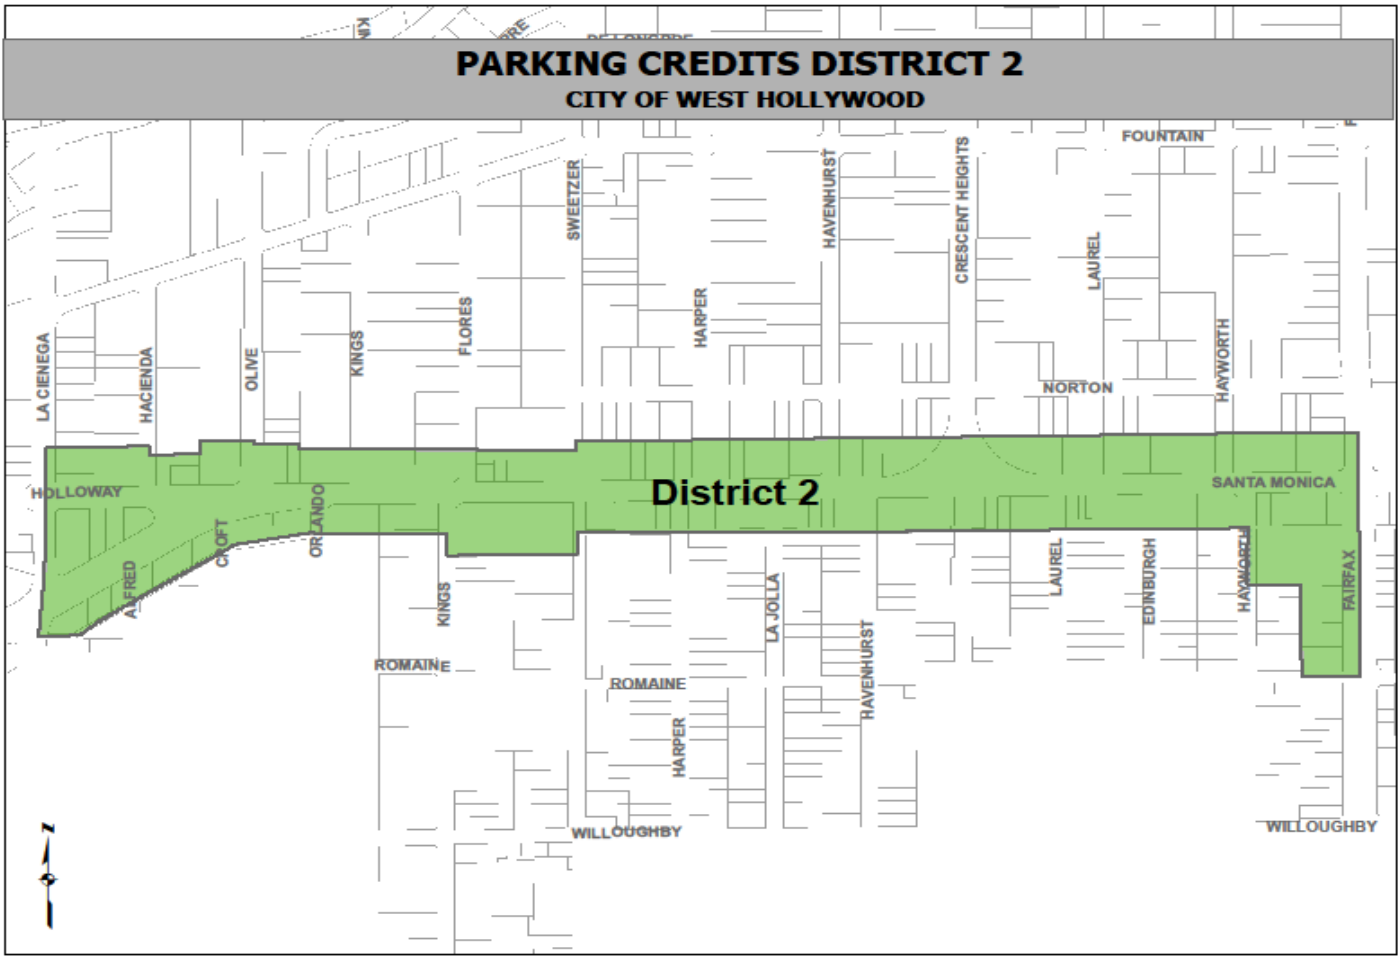 PARKING CREDITS DISTRICT 2
CITY OF WEST HOLLYWOOD
FOUNTAIN
SWEETZER
HAVENHURST
CRESCENT HEIGHTS
LAUREL
LA CIENEGA
HACIENDA
OLIVE
KINGS
FLORES
HARPER
HAYWORTH
NORTON
HOLLOWAY
District 2
SANTA MONICA
ALFRED
CROFT
ORLANDO
KINGS
LA JOLLA
LAUREL
EDINBURGH
HAYWORTH
FAIRFAX
ROMAINE
ROMAINE
HAVENHURST
HARPER
WILLOUGHBY
WILLOUGHBY
Z